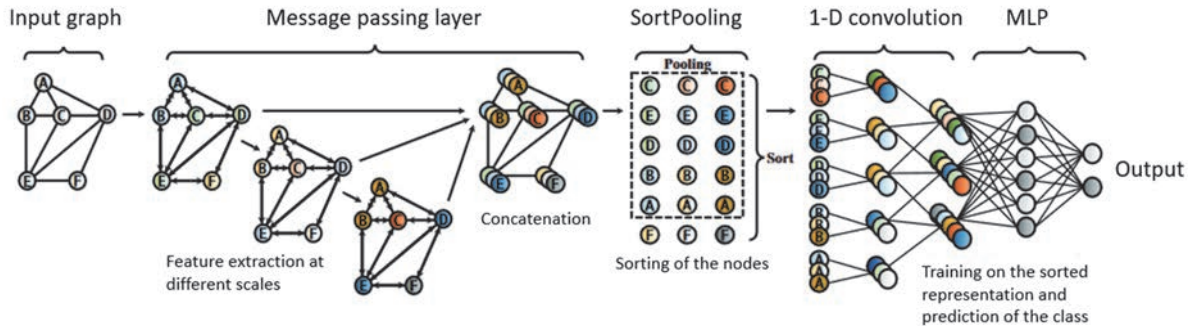 Input graph
Message passing layer
SortPooling
1-D convolution
MLP
A
B C D
E F
A
B C D
E F
A
B C D
E F
A
B C D
E F
A
B C D
E F
Concatenation
Feature extraction at
different scales
Pooling
C C C
E E E
D D D
B B B
A A A
F F F
Sort
Sorting of the nodes
C
C
C
E
E
E
D
D
D
B
B
B
A
A
A
Training on the sorted
representation and
prediction of the class
Output